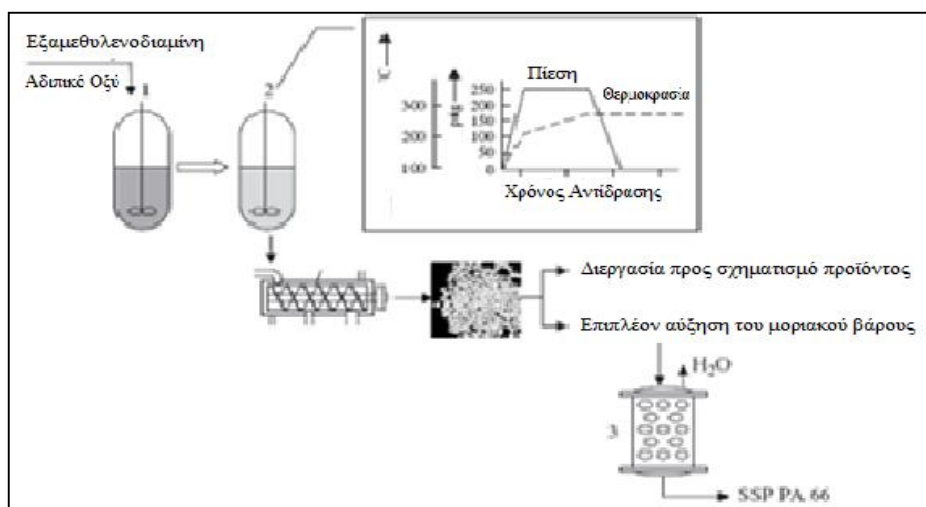 Εξαμεθυλενοδιαμίνη
Αδιπικό Οξύ
1
2
°C
psig
Πίεση
Θερμοκρασία
300
200
100
250
200
150
100
50
0
Χρόνος Αντίδρασης
Διεργασία προς σχηματισμό προϊόντος
Επιπλέον αύξηση του μοριακού βάρους
H₂O
SSP PA 66